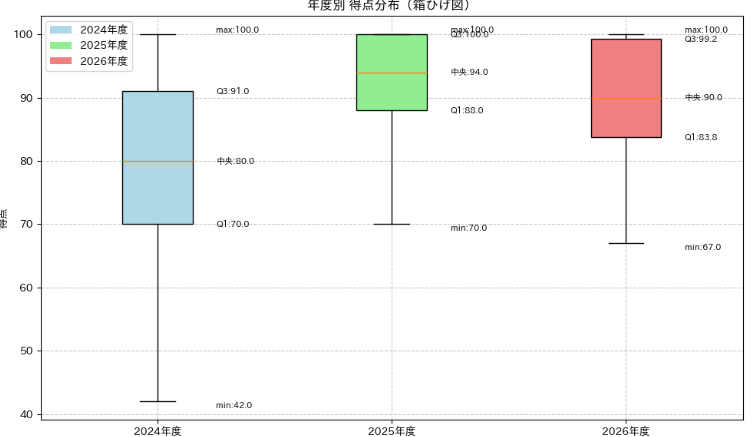 年度別 得点分布（箱ひげ図）
2024年度
2025年度
2026年度
得点
100
90
80
70
60
50
40
max:100.0
Q3:91.0
中央:80.0
Q1:70.0
min:42.0
max:100.0
Q3:100.0
中央:94.0
Q1:88.0
min:70.0
max:100.0
Q3:99.2
中央:90.0
Q1:83.8
min:67.0
2024年度
2025年度
2026年度